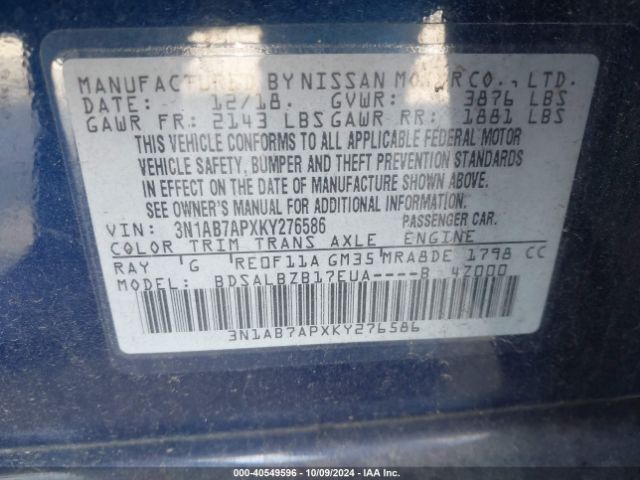 MANUFACTURED BY NISSAN MOTOR CO., LTD.
DATE: 12/18. GVWR: 3876 LBS
GAWR FR: 2143 LBS GAWR RR: 1881 LBS
THIS VEHICLE CONFORMS TO ALL APPLICABLE FEDERAL MOTOR
VEHICLE SAFETY, BUMPER AND THEFT PREVENTION STANDARDS
IN EFFECT ON THE DATE OF MANUFACTURE SHOWN ABOVE.
SEE OWNER'S MANUAL FOR ADDITIONAL INFORMATION.
VIN: 3N1AB7APXKY276586 PASSENGER CAR.
COLOR TRIM TRANS AXLE ENGINE
RAY G RE0F11A GM35 MRA8DE 1798 CC
MODEL: BDSALBZB17EUA----B 4Z000
3N1AB7APXKY276586
000-40549596 - 10/09/2024 - IAA Inc.